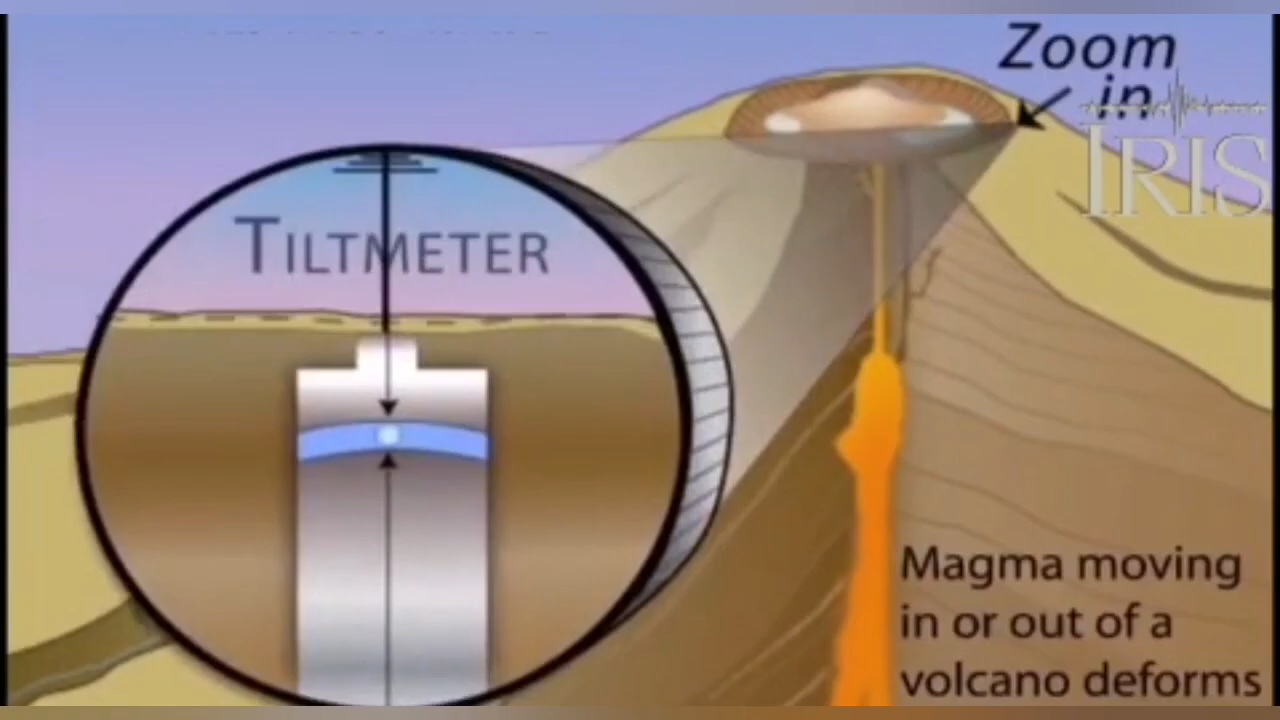 Zoom
in
IRIS
TILTMETER
Magma moving
in or out of a
volcano deforms